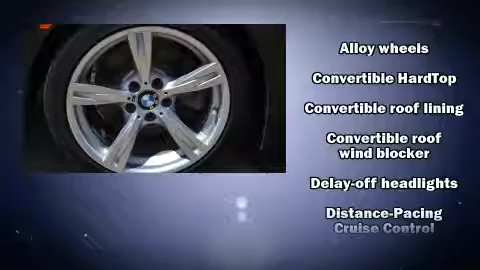 Alloy wheels
Convertible HardTop
Convertible roof lining
Convertible roof
wind blocker
Delay-off headlights
Distance-Pacing
Cruise Control